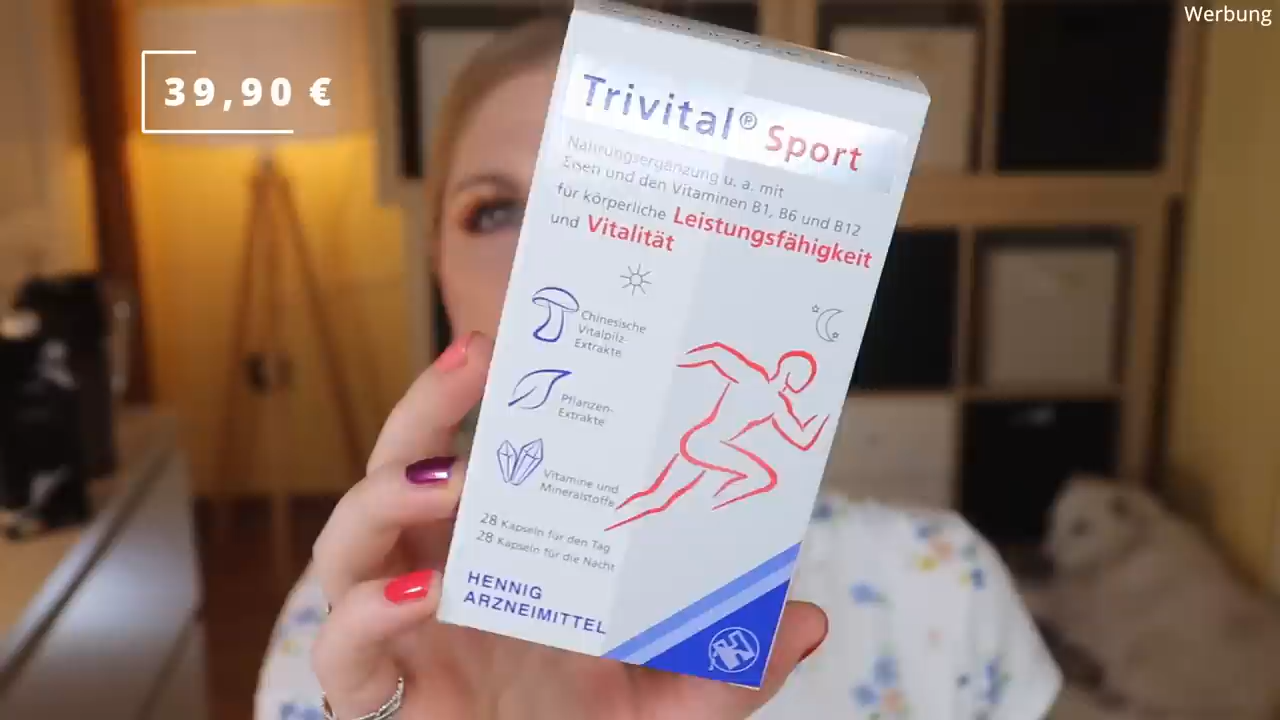 Werbung
39,90 €
Trivital® Sport
Nahrungsergänzung u. a. mit
Eisen und den Vitaminen B1, B6 und B12
für körperliche Leistungsfähigkeit
und Vitalität
Chinesische
Vitalpilz-
Extrakte
Pflanzen-
Extrakte
Vitamine und
Mineralstoffe
28 Kapseln für den Tag
28 Kapseln für die Nacht
HENNIG
ARZNEIMITTEL